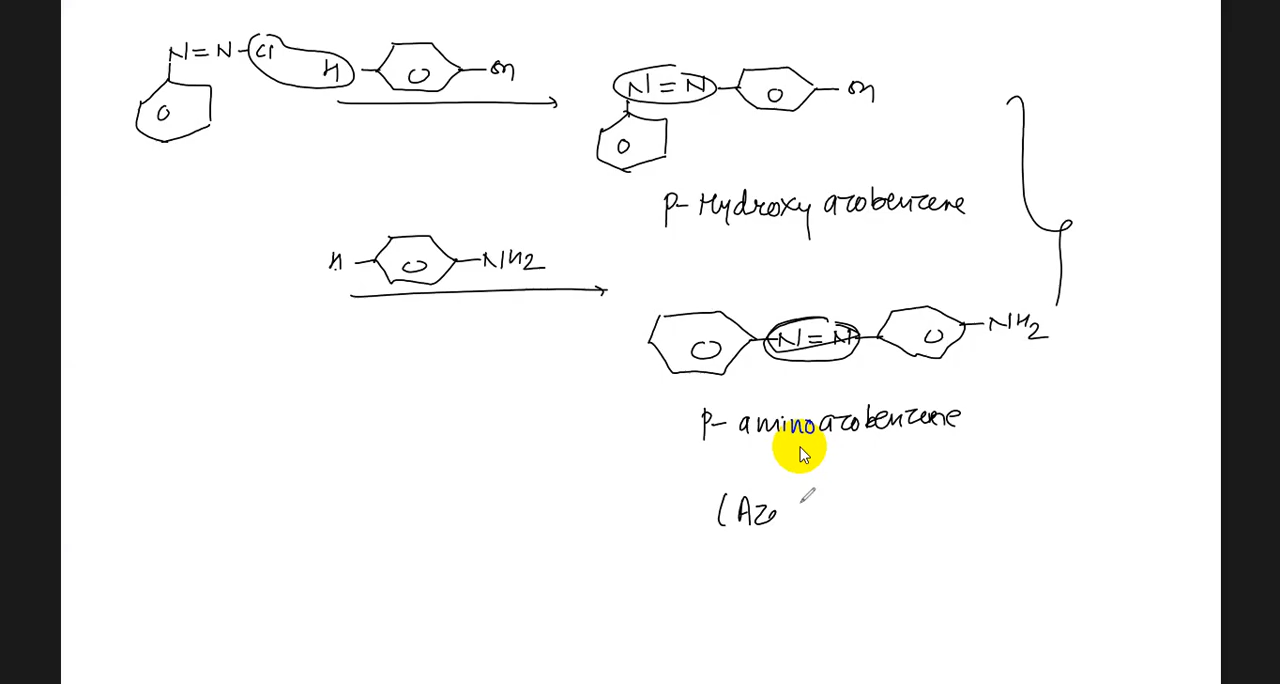 N=N-Cl H -OH
N=N - -OH
P- Hydroxy azobenzene
H - -NH2
-N=N- -NH2
P- aminoazobenzene
(Azo